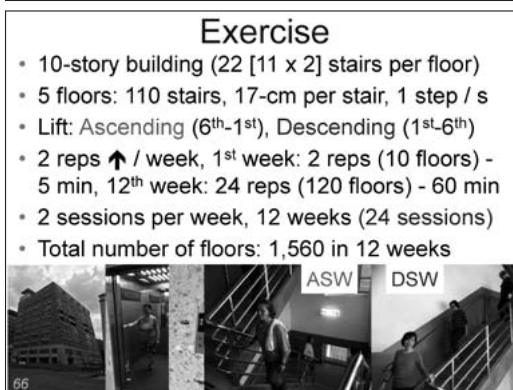 Exercise
• 10-story building (22 [11 x 2] stairs per floor)
• 5 floors: 110 stairs, 17-cm per stair, 1 step / s
• Lift: Ascending (6th-1st), Descending (1st-6th)
• 2 reps ↑ / week, 1st week: 2 reps (10 floors) -
5 min, 12th week: 24 reps (120 floors) - 60 min
• 2 sessions per week, 12 weeks (24 sessions)
• Total number of floors: 1,560 in 12 weeks
ASW
DSW
66